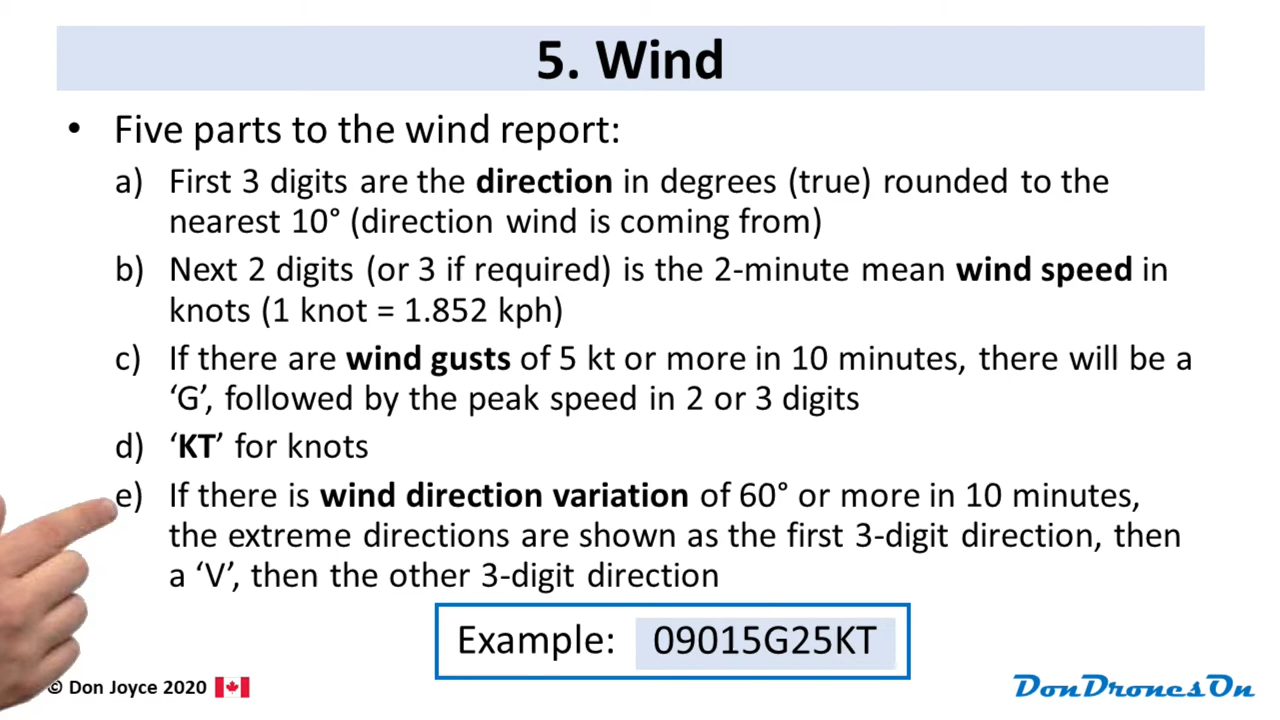 5. Wind
• Five parts to the wind report:
a) First 3 digits are the direction in degrees (true) rounded to the
nearest 10° (direction wind is coming from)
b) Next 2 digits (or 3 if required) is the 2-minute mean wind speed in
knots (1 knot = 1.852 kph)
c) If there are wind gusts of 5 kt or more in 10 minutes, there will be a
‘G’, followed by the peak speed in 2 or 3 digits
d) ‘KT’ for knots
e) If there is wind direction variation of 60° or more in 10 minutes,
the extreme directions are shown as the first 3-digit direction, then
a ‘V’, then the other 3-digit direction
Example: 09015G25KT
© Don Joyce 2020
DonDronesOn